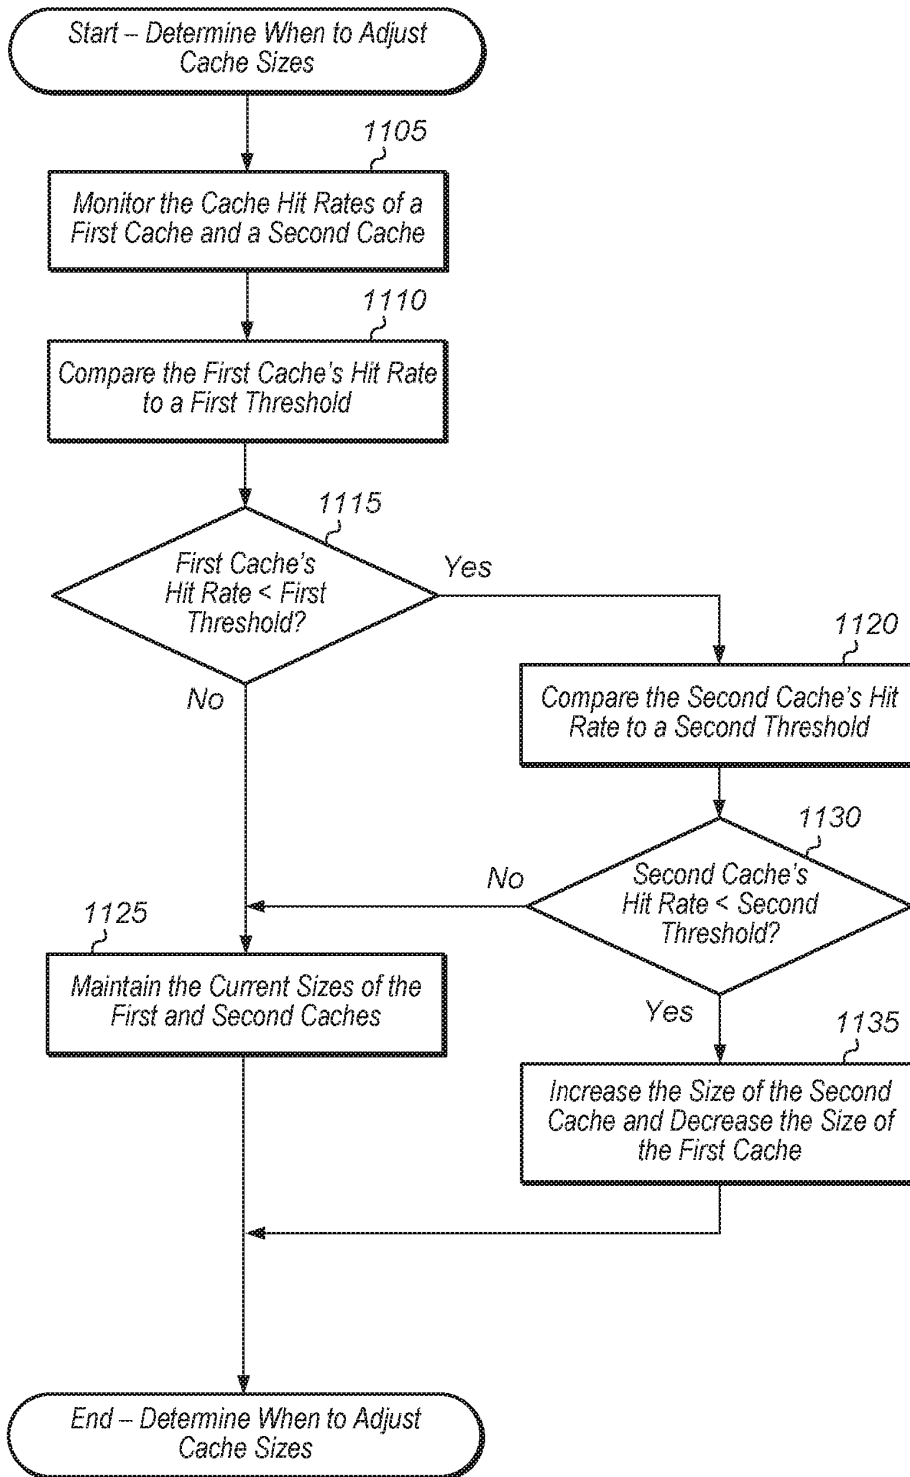 Start – Determine When to Adjust
Cache Sizes
1105
Monitor the Cache Hit Rates of a
First Cache and a Second Cache
1110
Compare the First Cache's Hit Rate
to a First Threshold
1115
First Cache's
Hit Rate < First
Threshold?
Yes
No
1120
Compare the Second Cache's Hit
Rate to a Second Threshold
1130
Second Cache's
Hit Rate < Second
Threshold?
No
Yes
1125
Maintain the Current Sizes of the
First and Second Caches
1135
Increase the Size of the Second
Cache and Decrease the Size of
the First Cache
End – Determine When to Adjust
Cache Sizes